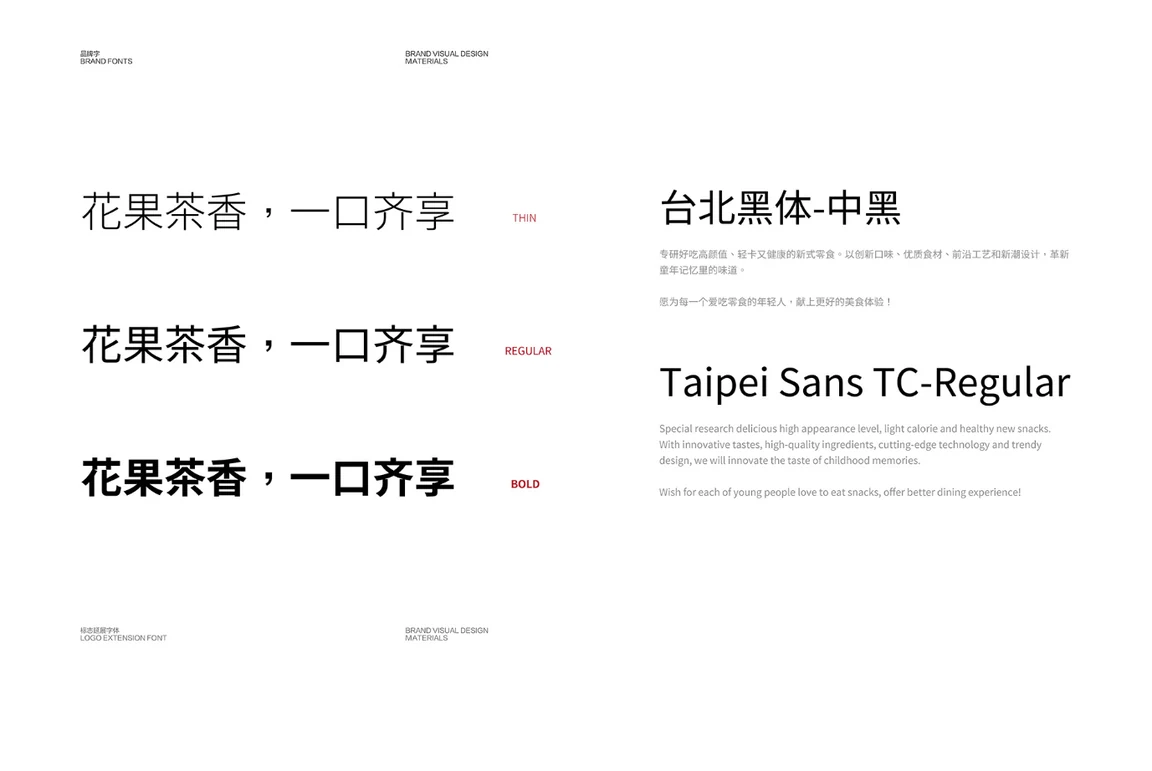 品牌字
BRAND FONTS
BRAND VISUAL DESIGN
MATERIALS
花果茶香，一口齐享
THIN
花果茶香，一口齐享
REGULAR
花果茶香，一口齐享
BOLD
台北黑体-中黑
专研好吃高颜值、轻卡又健康的新式零食。以创新口味、优质食材、前沿工艺和新潮设计，革新
童年记忆里的味道。
愿为每一个爱吃零食的年轻人，献上更好的美食体验！
Taipei Sans TC-Regular
Special research delicious high appearance level, light calorie and healthy new snacks.
With innovative tastes, high-quality ingredients, cutting-edge technology and trendy
design, we will innovate the taste of childhood memories.
Wish for each of young people love to eat snacks, offer better dining experience!
标志延展字体
LOGO EXTENSION FONT
BRAND VISUAL DESIGN
MATERIALS